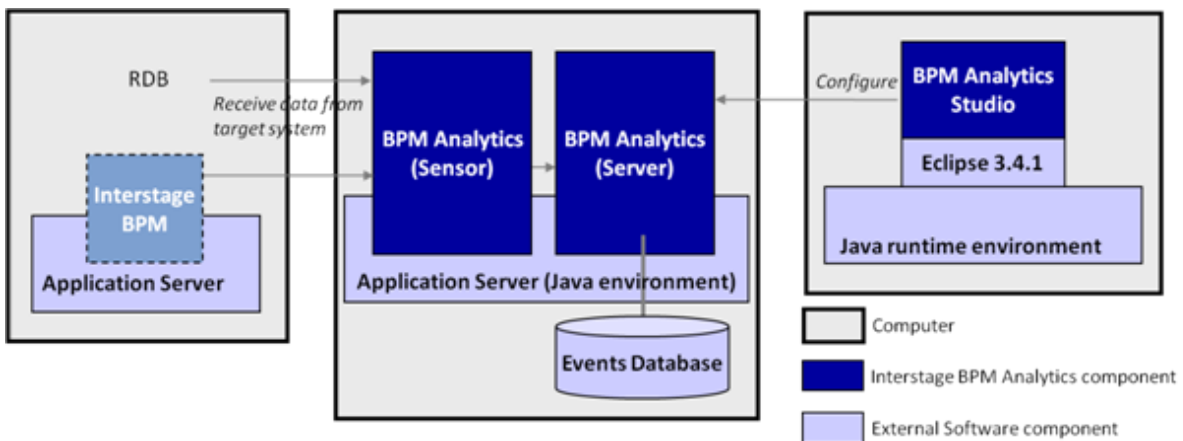 RDB
Receive data from
target system
Interstage
BPM
Application Server
BPM Analytics
(Sensor)
BPM Analytics
(Server)
Application Server (Java environment)
Events Database
Configure
BPM Analytics
Studio
Eclipse 3.4.1
Java runtime environment
Computer
Interstage BPM Analytics component
External Software component